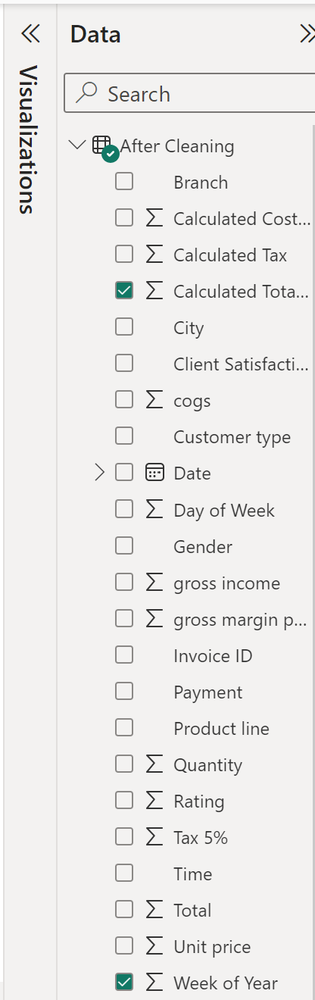 Visualizations
Data
Search
After Cleaning
Branch
Calculated Cost...
Calculated Tax
Calculated Tota...
City
Client Satisfacti...
cogs
Customer type
Date
Day of Week
Gender
gross income
gross margin p...
Invoice ID
Payment
Product line
Quantity
Rating
Tax 5%
Time
Total
Unit price
Week of Year